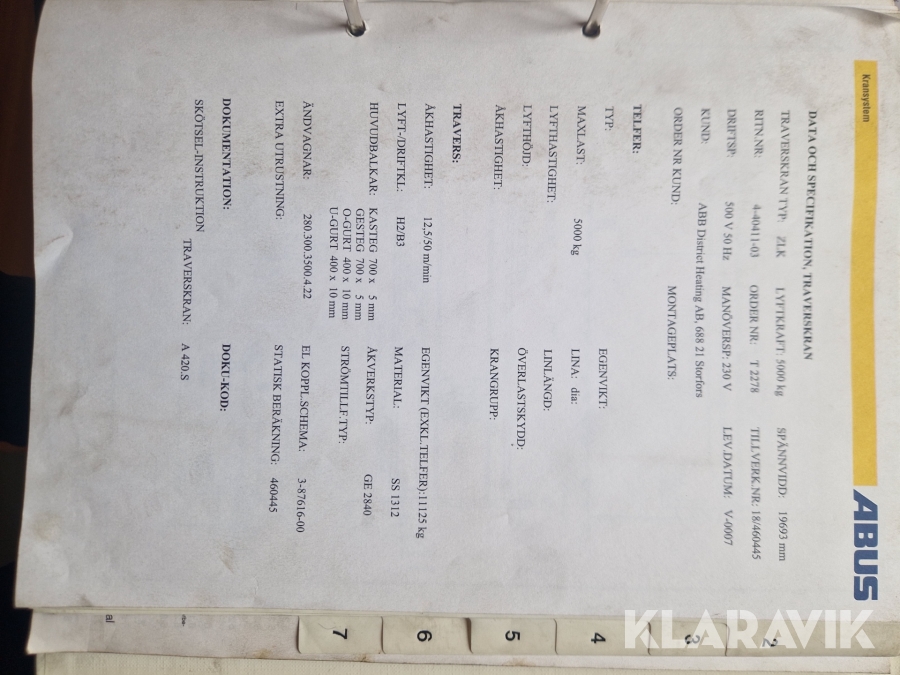 Kransystem
ABUS
DATA OCH SPECIFIKATION, TRAVERSKRAN
TRAVERSKRAN TYP: ZLK LYFTKRAFT: 5000 kg SPÄNNVIDD: 19693 mm
RITN.NR: 4-40411-03 ORDER NR: T 2278 TILLVERK.NR: 18/460445
DRIFTSP: 500 V 50 Hz MANÖVERSP: 230 V LEV.DATUM: V-0007
KUND: ABB District Heating AB, 688 21 Storfors
ORDER NR KUND: MONTAGEPLATS:
TELFER:
TYP: EGENVIKT:
MAXLAST: 5000 kg LINA: dia:
LYFTHASTIGHET: LINLÄNGD:
LYFTHÖJD: ÖVERLASTSKYDD:
ÅKHASTIGHET: KRANGRUPP:
TRAVERS:
ÅKHASTIGHET: 12,5/50 m/min EGENVIKT (EXKL.TELFER):11125 kg
LYFT-/DRIFTKL: H2/B3 MATERIAL: SS 1312
HUVUDBALKAR: KASTEG 700 x 5 mm ÅKVERKSTYP: GE 2840
GESTEG 700 x 5 mm
O-GURT 400 x 10 mm STRÖMTILLF.TYP:
U-GURT 400 x 10 mm
ÄNDVAGNAR: 280.300.3500.4.22 EL KOPPL.SCHEMA: 3-87616-00
EXTRA UTRUSTNING: STATISK BERÄKNING: 460445
DOKUMENTATION: DOKU-KOD:
SKÖTSEL-INSTRUKTION TRAVERSKRAN: A 420.S
2
3
4
5
6
7
al
KLARAVIK